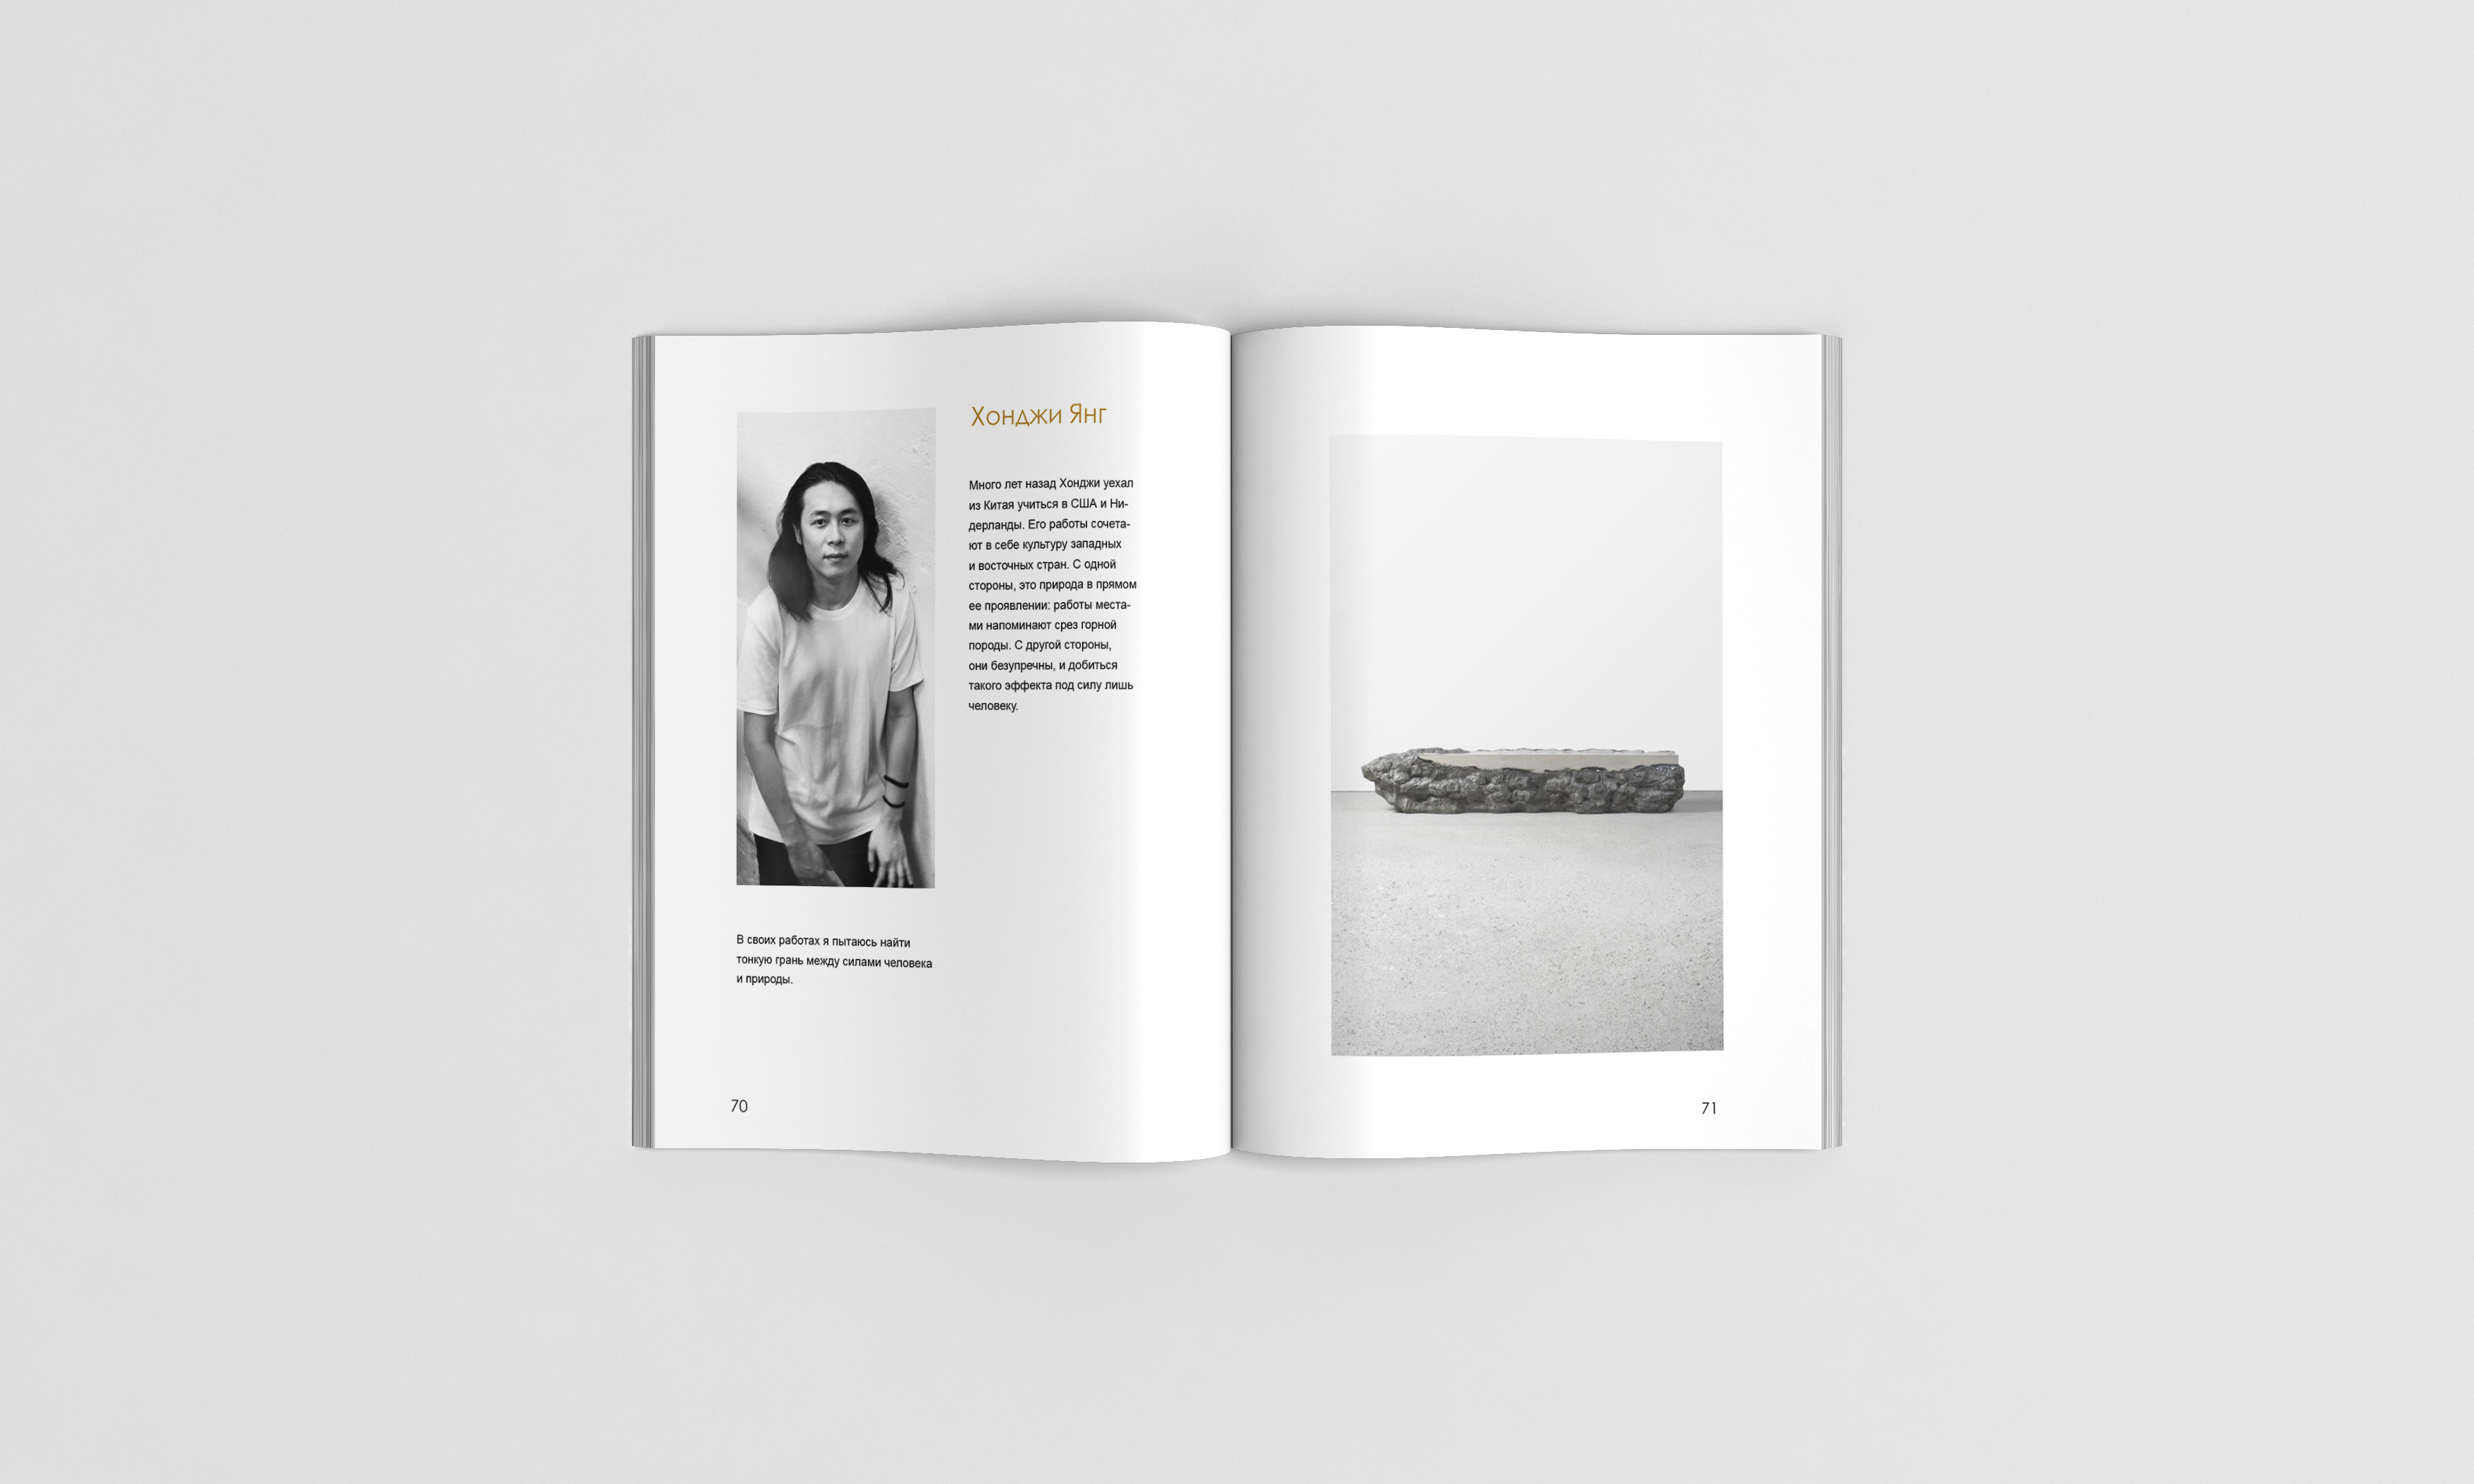 Хонджи Янг
Много лет назад Хонджи уехал
из Китая учиться в США и Ни-
дерланды. Его работы сочета-
ют в себе культуру западных
и восточных стран. С одной
стороны, это природа в прямом
ее проявлении: работы места-
ми напоминают срез горной
породы. С другой стороны,
они безупречны, и добиться
такого эффекта под силу лишь
человеку.
В своих работах я пытаюсь найти
тонкую грань между силами человека
и природы.
70
71